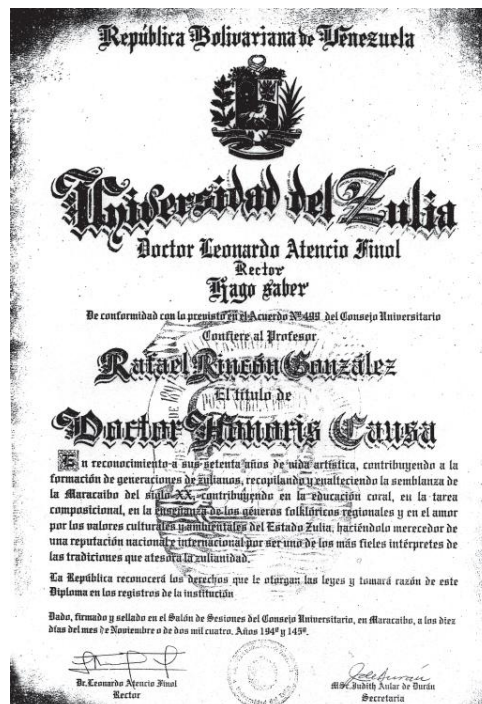 República Bolivariana de Venezuela
Universidad del Zulia
Doctor Leonardo Atencio Finol
Rector
Hago saber
De conformidad con lo previsto en el Acuerdo Nº 499 del Consejo Universitario
Confiere al Profesor
Rafael Rincón González
El título de
Doctor Honoris Causa
En reconocimiento a sus setenta años de vida artística, contribuyendo a la
formación de generaciones de zulianos, recopilando y enalteciendo la semblanza de
la Maracaibo del siglo XX, contribuyendo en la educación coral, en la tarea
composicional, en la enseñanza de los géneros folklóricos regionales y en el amor
por los valores culturales y ambientales del Estado Zulia, haciéndolo merecedor de
una reputación nacional e internacional por ser uno de los más fieles intérpretes de
las tradiciones que atesora la zulianidad.
La República reconocerá los derechos que le otorgan las leyes y tomará razón de este
Diploma en los registros de la institución
Dado, firmado y sellado en el Salón de Sesiones del Consejo Universitario, en Maracaibo, a los diez
días del mes de Noviembre o de dos mil cuatro. Años 194º y 145º.
Dr. Leonardo Atencio Finol
Rector
MSc. Judith Aular de Durán
Secretaria